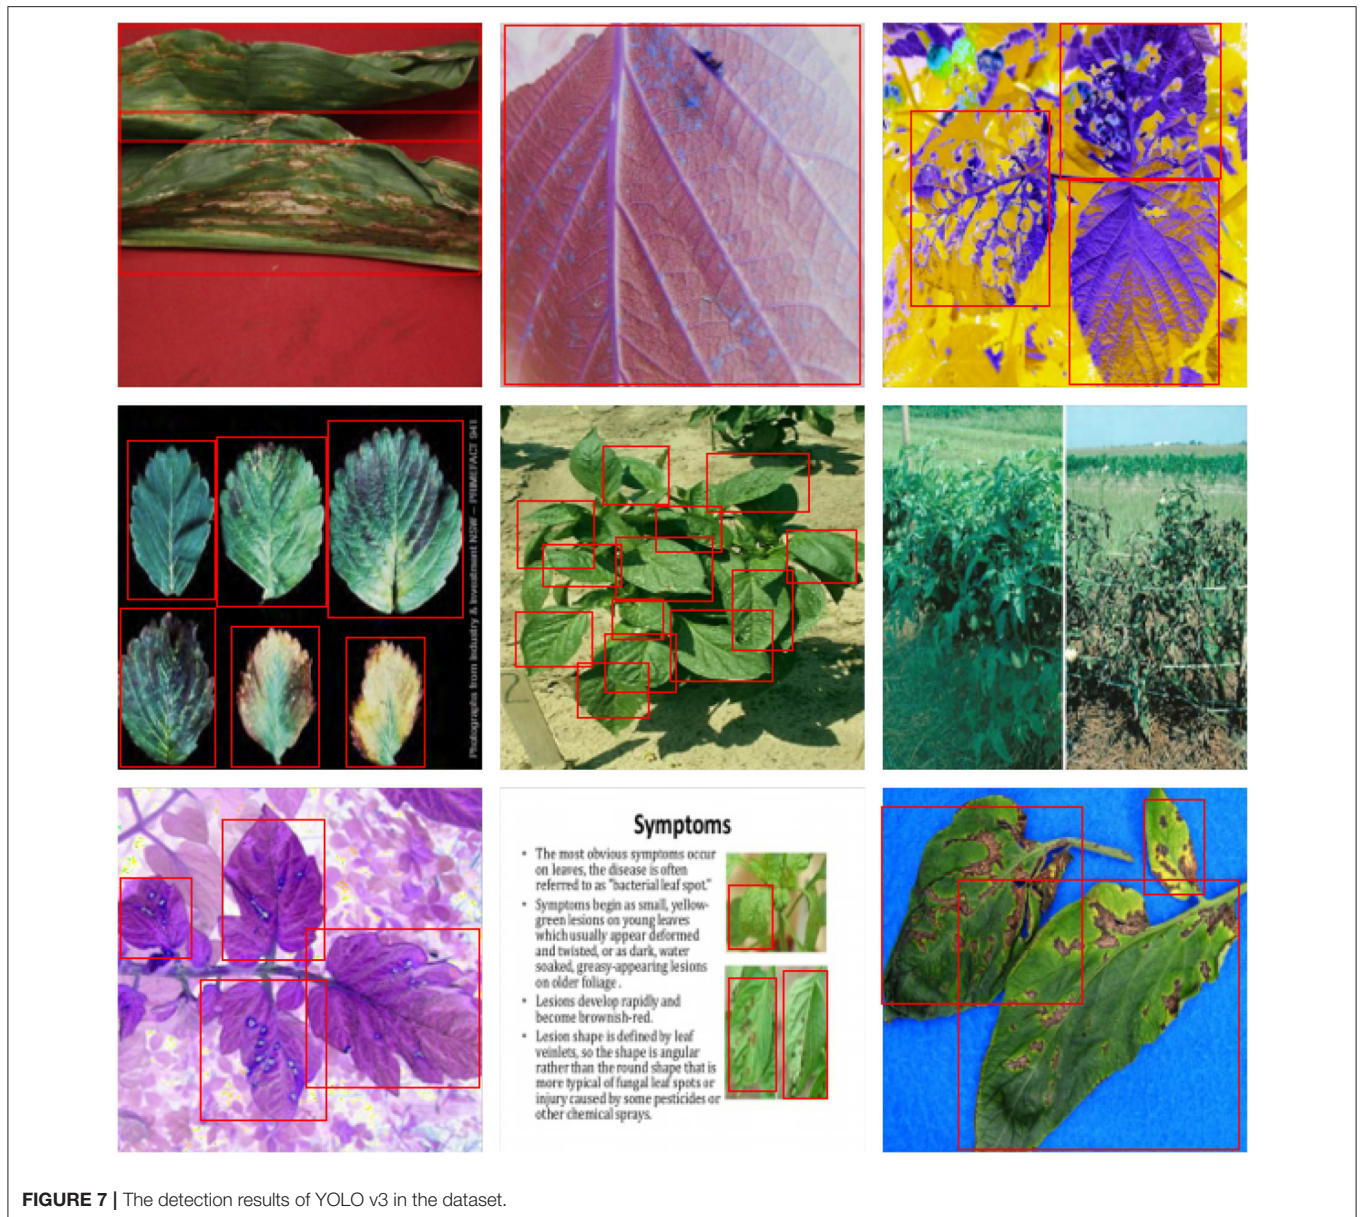 Photographs from Industry & Investment NSW – PRIMEFACT 941
2
Symptoms
• The most obvious symptoms occur
on leaves, the disease is often
referred to as "bacterial leaf spot."
• Symptoms begin as small, yellow-
green lesions on young leaves
which usually appear deformed
and twisted, or as dark, water
soaked, greasy-appearing lesions
on older foliage .
• Lesions develop rapidly and
become brownish-red.
• Lesion shape is defined by leaf
veinlets, so the shape is angular
rather than the round shape that is
more typical of fungal leaf spots or
injury caused by some pesticides or
other chemical sprays.
FIGURE 7 | The detection results of YOLO v3 in the dataset.